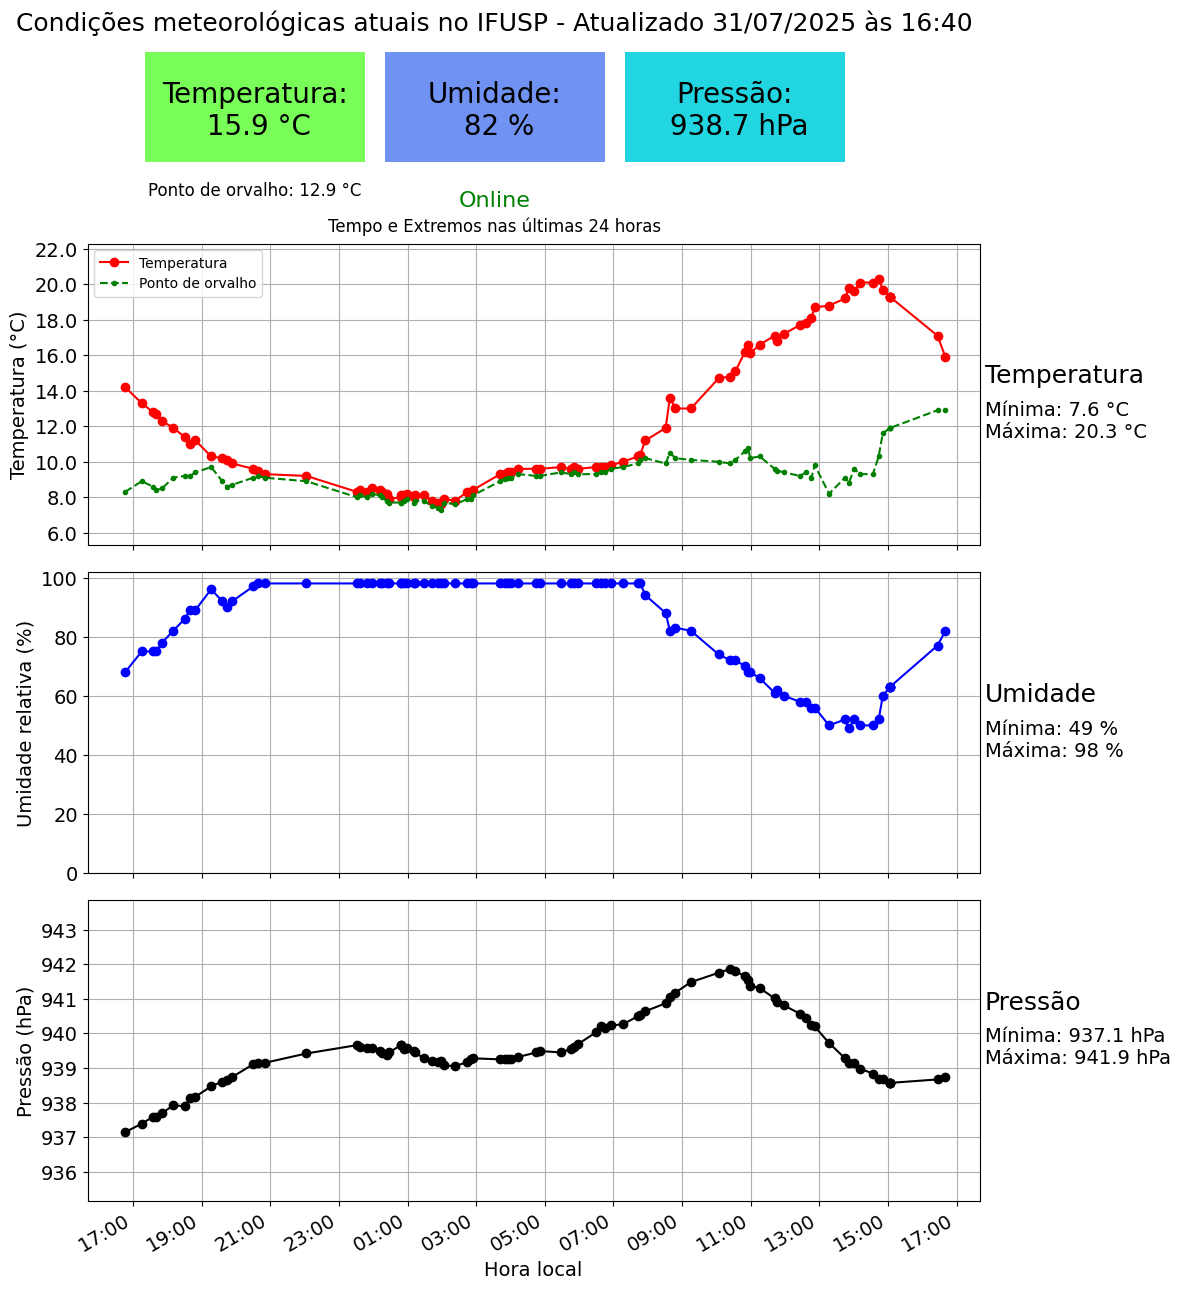 Condições meteorológicas atuais no IFUSP - Atualizado 31/07/2025 às 16:40
Temperatura:
15.9 °C
Umidade:
82 %
Pressão:
938.7 hPa
Ponto de orvalho: 12.9 °C
Online
Tempo e Extremos nas últimas 24 horas
Temperatura
Ponto de orvalho
Temperatura (°C)
22.0
20.0
18.0
16.0
14.0
12.0
10.0
8.0
6.0
Temperatura
Mínima: 7.6 °C
Máxima: 20.3 °C
Umidade relativa (%)
100
80
60
40
20
0
Umidade
Mínima: 49 %
Máxima: 98 %
Pressão (hPa)
943
942
941
940
939
938
937
936
Pressão
Mínima: 937.1 hPa
Máxima: 941.9 hPa
17:00
19:00
21:00
23:00
01:00
03:00
05:00
07:00
09:00
11:00
13:00
15:00
17:00
Hora local